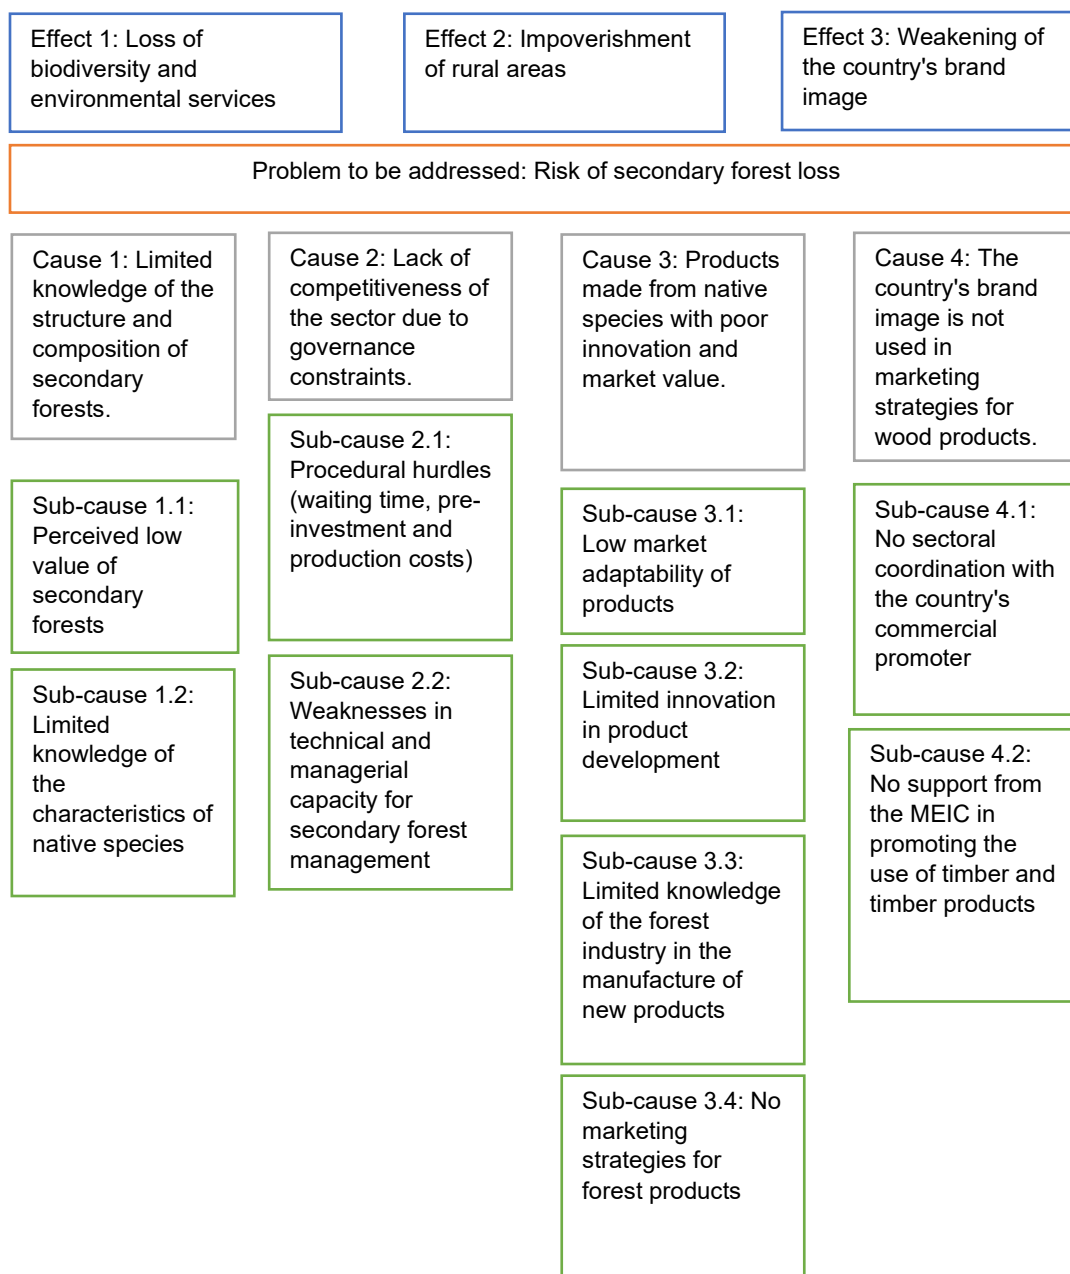 Effect 1: Loss of
biodiversity and
environmental services
Effect 2: Impoverishment
of rural areas
Effect 3: Weakening of
the country's brand
image
Problem to be addressed: Risk of secondary forest loss
Cause 1: Limited
knowledge of the
structure and
composition of
secondary
forests.
Sub-cause 1.1:
Perceived low
value of
secondary
forests
Sub-cause 1.2:
Limited
knowledge of
the
characteristics of
native species
Cause 2: Lack of
competitiveness of
the sector due to
governance
constraints.
Sub-cause 2.1:
Procedural hurdles
(waiting time, pre-
investment and
production costs)
Sub-cause 2.2:
Weaknesses in
technical and
managerial
capacity for
secondary forest
management
Cause 3: Products
made from native
species with poor
innovation and
market value.
Sub-cause 3.1:
Low market
adaptability of
products
Sub-cause 3.2:
Limited innovation
in product
development
Sub-cause 3.3:
Limited knowledge
of the forest
industry in the
manufacture of
new products
Sub-cause 3.4: No
marketing
strategies for
forest products
Cause 4: The
country's brand
image is not
used in
marketing
strategies for
wood products.
Sub-cause 4.1:
No sectoral
coordination with
the country's
commercial
promoter
Sub-cause 4.2:
No support from
the MEIC in
promoting the
use of timber and
timber products